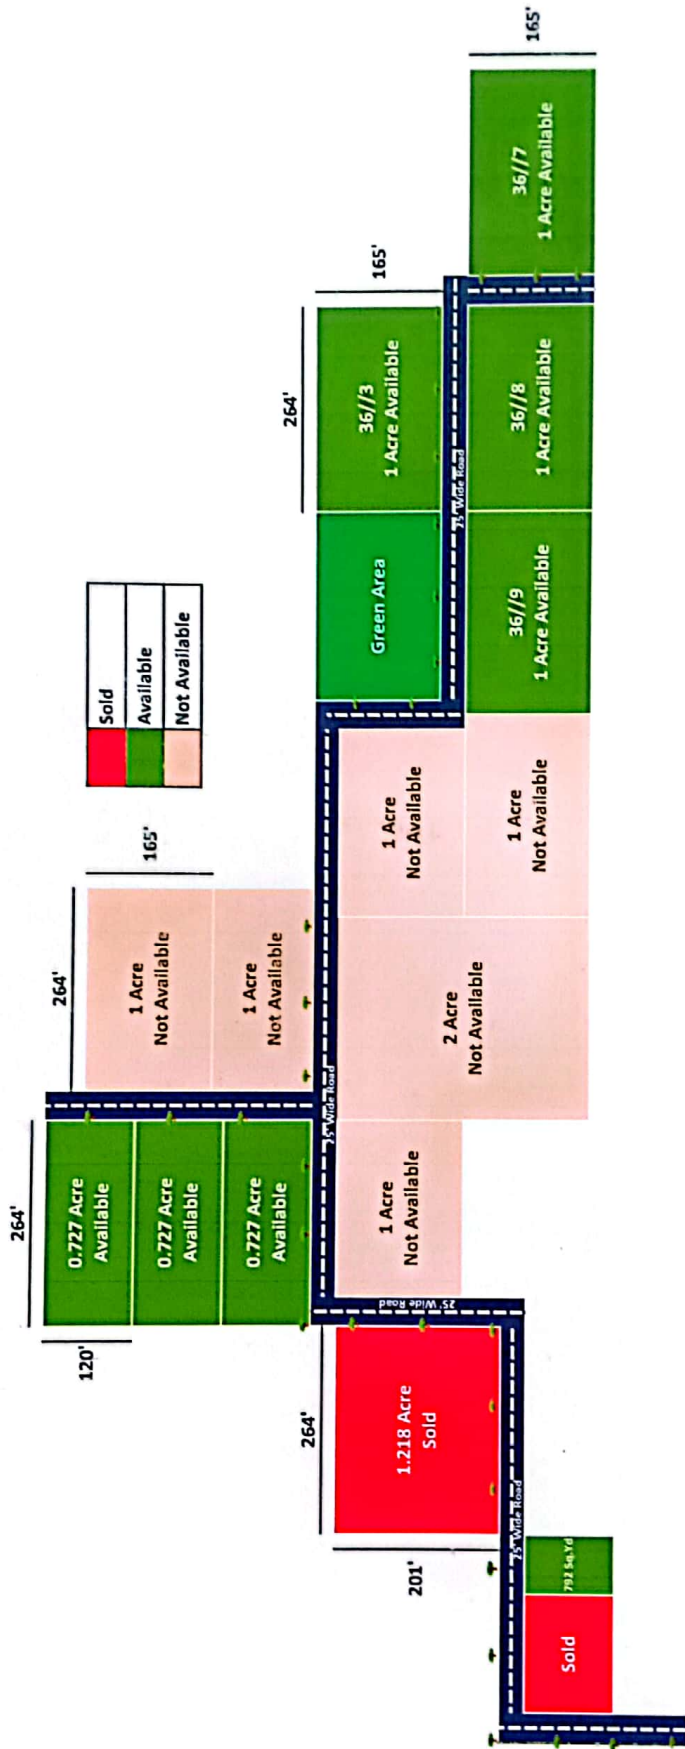 264'
120'
0.727 Acre
Available
0.727 Acre
Available
0.727 Acre
Available
264'
165'
1 Acre
Not Available
1 Acre
Not Available
Sold
Available
Not Available
264'
165'
264'
201'
1.218 Acre
Sold
25' Wide Road
25' Wide Road
1 Acre
Not Available
2 Acre
Not Available
1 Acre
Not Available
1 Acre
Not Available
Green Area
36//3
1 Acre Available
25' Wide Road
36//9
1 Acre Available
36//8
1 Acre Available
36//7
1 Acre Available
165'
25' Wide Road
Sold
792 Sq.Yd